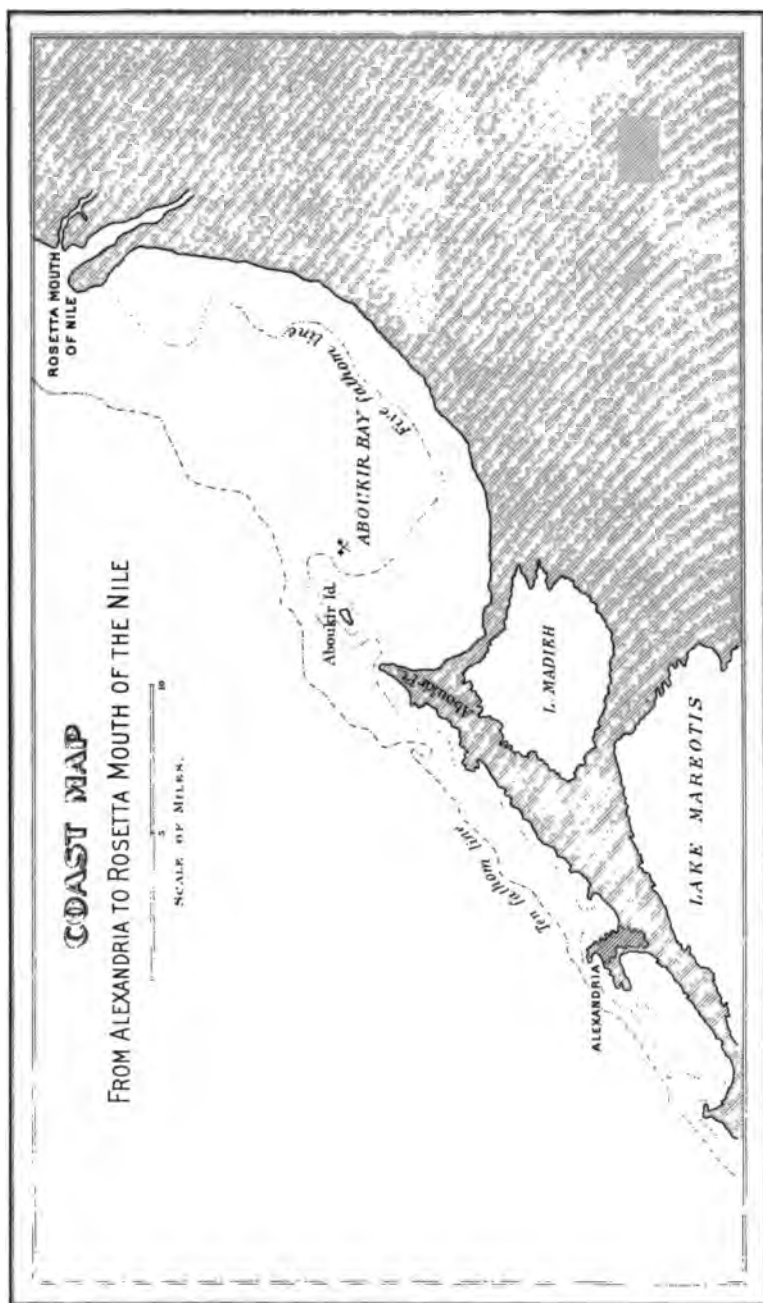 COAST MAP
FROM ALEXANDRIA TO ROSETTA MOUTH OF THE NILE
5
10
SCALE OF MILES.
ROSETTA MOUTH
OF NILE
Five fathom line
ABOUKIR BAY
Aboukir Id.
Aboukir Pt.
L. MADIEH
Ten fathom line
ALEXANDRIA
LAKE MAREOTIS